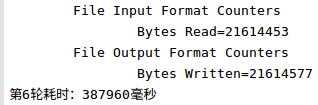 File Input Format Counters
Bytes Read=21614453
File Output Format Counters
Bytes Written=21614577
第6轮耗时：387960毫秒